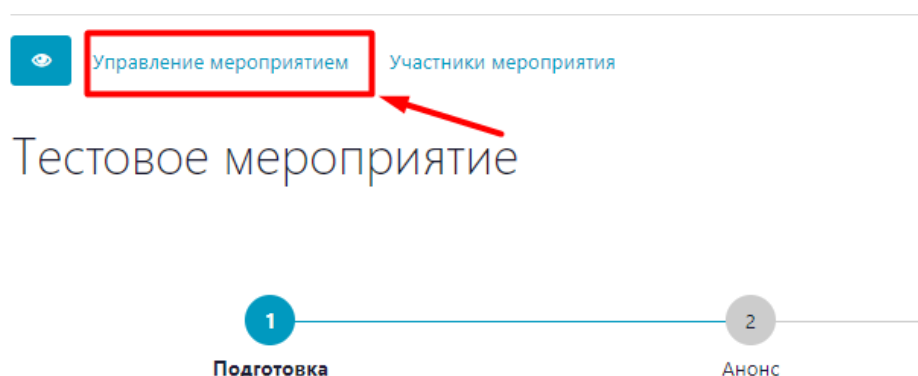 Управление мероприятием Участники мероприятия
Тестовое мероприятие
1 2
Подготовка Анонс